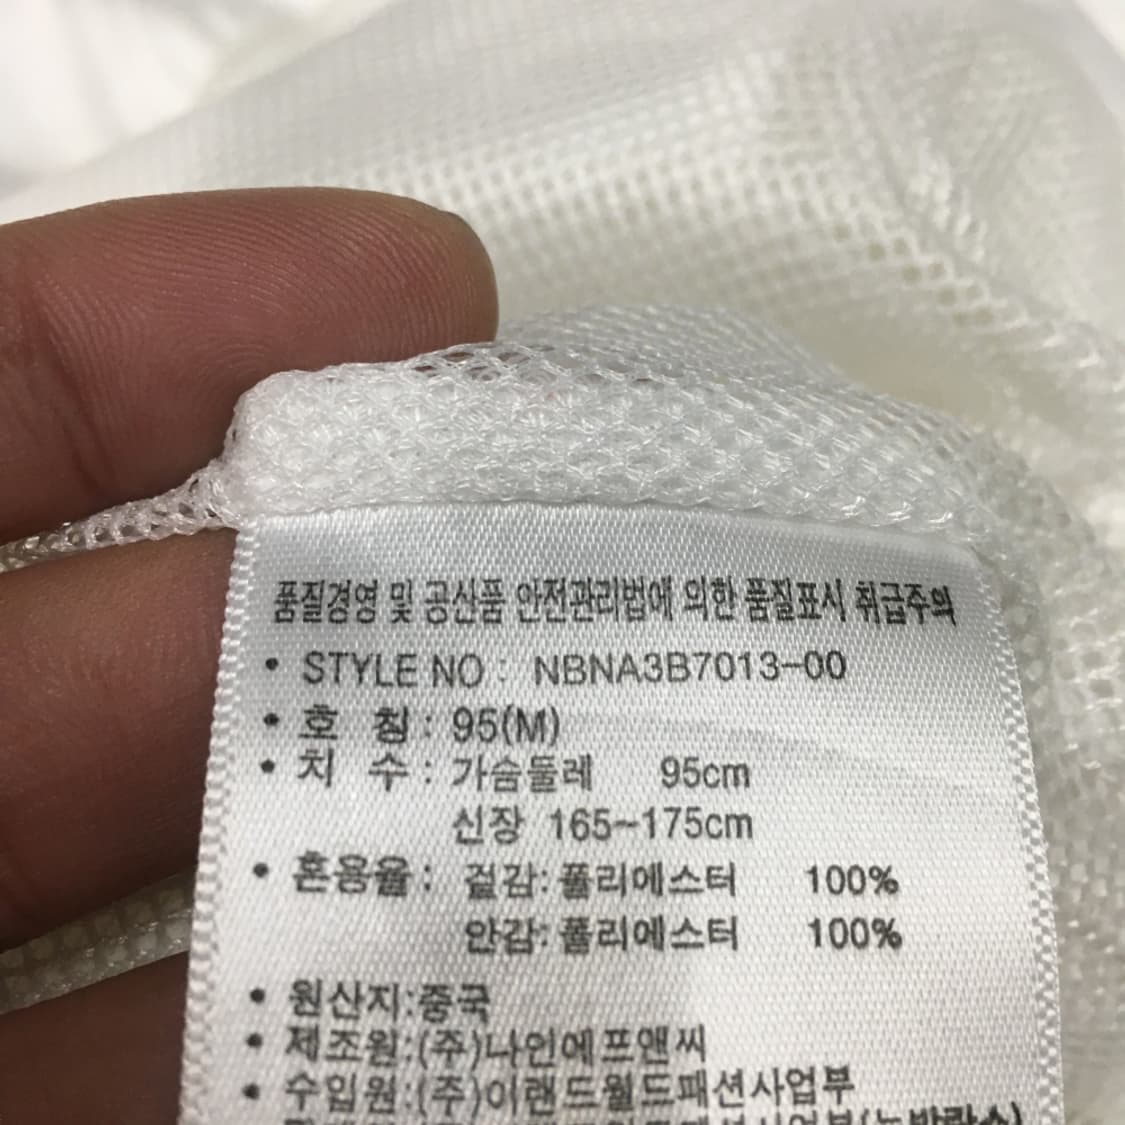 품질경영 및 공산품 안전관리법에 의한 품질표시 취급주의
• STYLE NO : NBNA3B7013-00
• 호 칭 : 95(M)
• 치 수 : 가슴둘레 95cm
신장 165~175cm
• 혼용율 : 겉감: 폴리에스터 100%
안감: 폴리에스터 100%
• 원산지:중국
• 제조원:(주)나인에프앤씨
• 수입원:(주)이랜드월드패션사업부